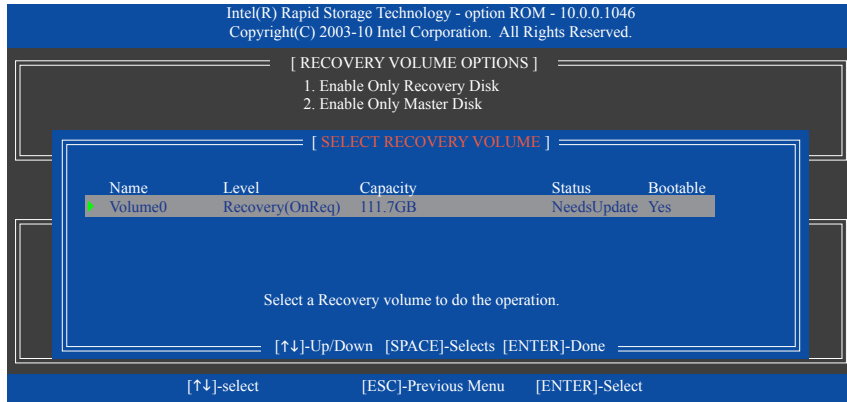 Intel(R) Rapid Storage Technology - option ROM - 10.0.0.1046
Copyright(C) 2003-10 Intel Corporation.  All Rights Reserved.
[ RECOVERY VOLUME OPTIONS ]
1. Enable Only Recovery Disk
2. Enable Only Master Disk
[ SELECT RECOVERY VOLUME ]
Name Level Capacity Status Bootable
Volume0 Recovery(OnReq) 111.7GB NeedsUpdate Yes
Select a Recovery volume to do the operation.
[↑↓]-Up/Down [SPACE]-Selects [ENTER]-Done
[↑↓]-select [ESC]-Previous Menu [ENTER]-Select